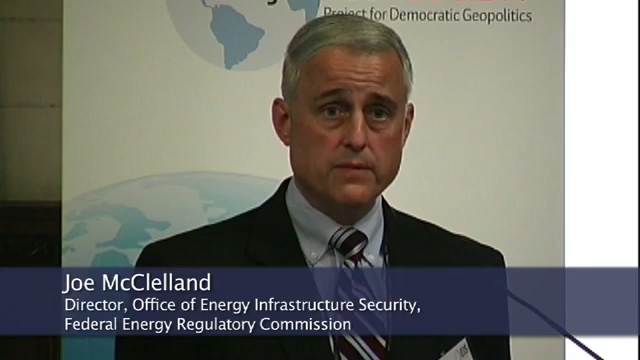 Project for Democratic Geopolitics
Joe McClelland
Director, Office of Energy Infrastructure Security,
Federal Energy Regulatory Commission